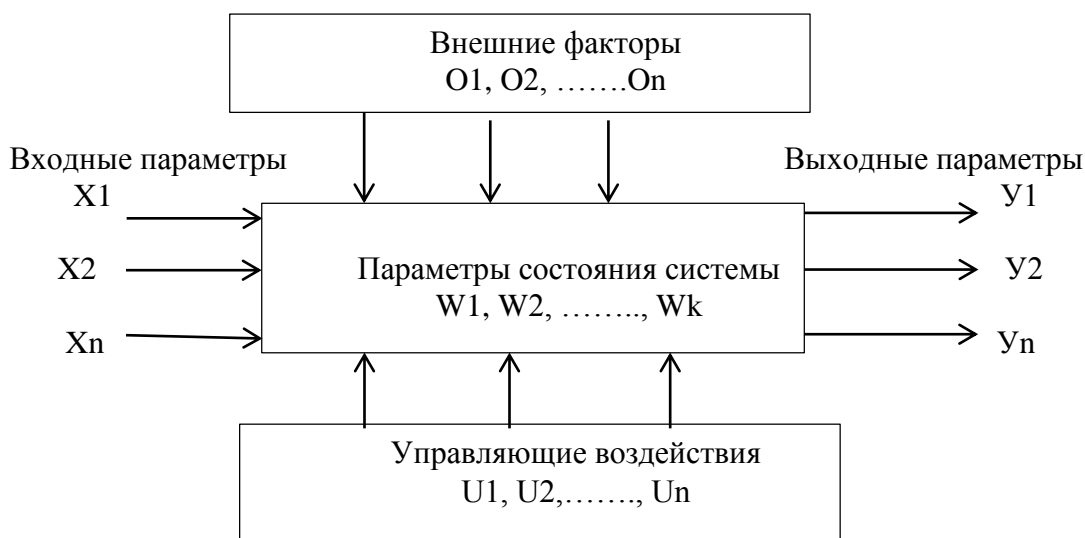 Внешние факторы
O1, O2, …….On
Входные параметры
X1
X2
Xn
Параметры состояния системы
W1, W2, …….., Wk
Выходные параметры
У1
У2
Уn
Управляющие воздействия
U1, U2,……., Un